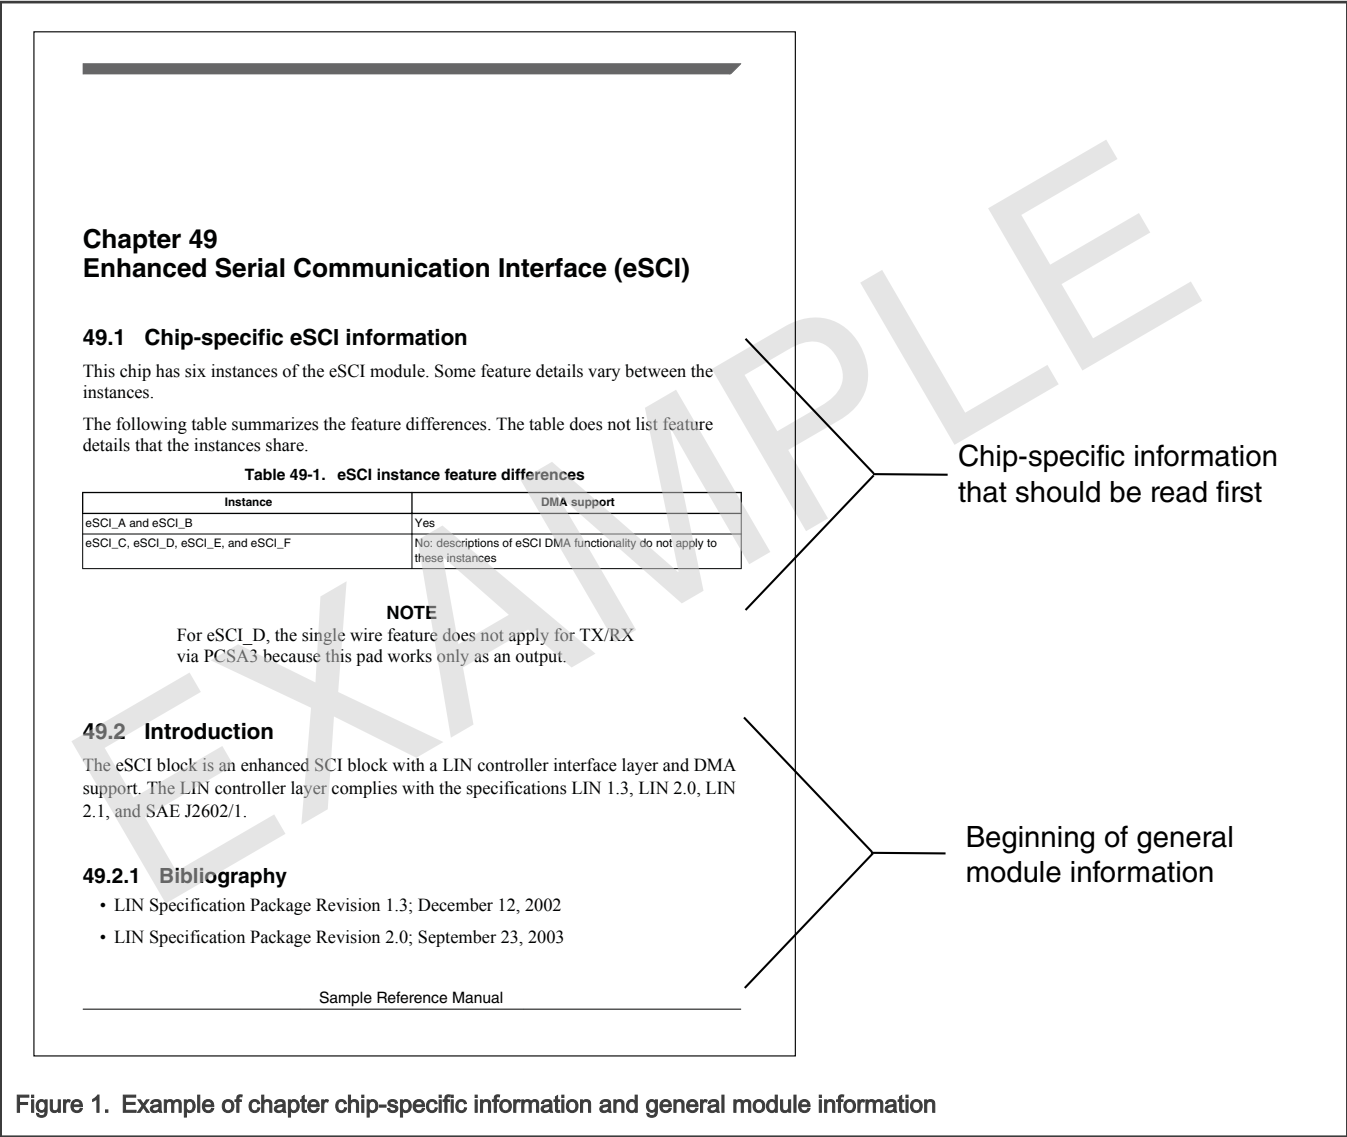 Chapter 49
Enhanced Serial Communication Interface (eSCI)
49.1 Chip-specific eSCI information
This chip has six instances of the eSCI module. Some feature details vary between the
instances.
The following table summarizes the feature differences. The table does not list feature
details that the instances share.
Table 49-1. eSCI instance feature differences
Instance DMA support
eSCI_A and eSCI_B Yes
eSCI_C, eSCI_D, eSCI_E, and eSCI_F No: descriptions of eSCI DMA functionality do not apply to
these instances
NOTE
For eSCI_D, the single wire feature does not apply for TX/RX
via PCSA3 because this pad works only as an output.
49.2 Introduction
The eSCI block is an enhanced SCI block with a LIN controller interface layer and DMA
support. The LIN controller layer complies with the specifications LIN 1.3, LIN 2.0, LIN
2.1, and SAE J2602/1.
49.2.1 Bibliography
• LIN Specification Package Revision 1.3; December 12, 2002
• LIN Specification Package Revision 2.0; September 23, 2003
Sample Reference Manual
EXAMPLE
Chip-specific information
that should be read first
Beginning of general
module information
Figure 1. Example of chapter chip-specific information and general module information